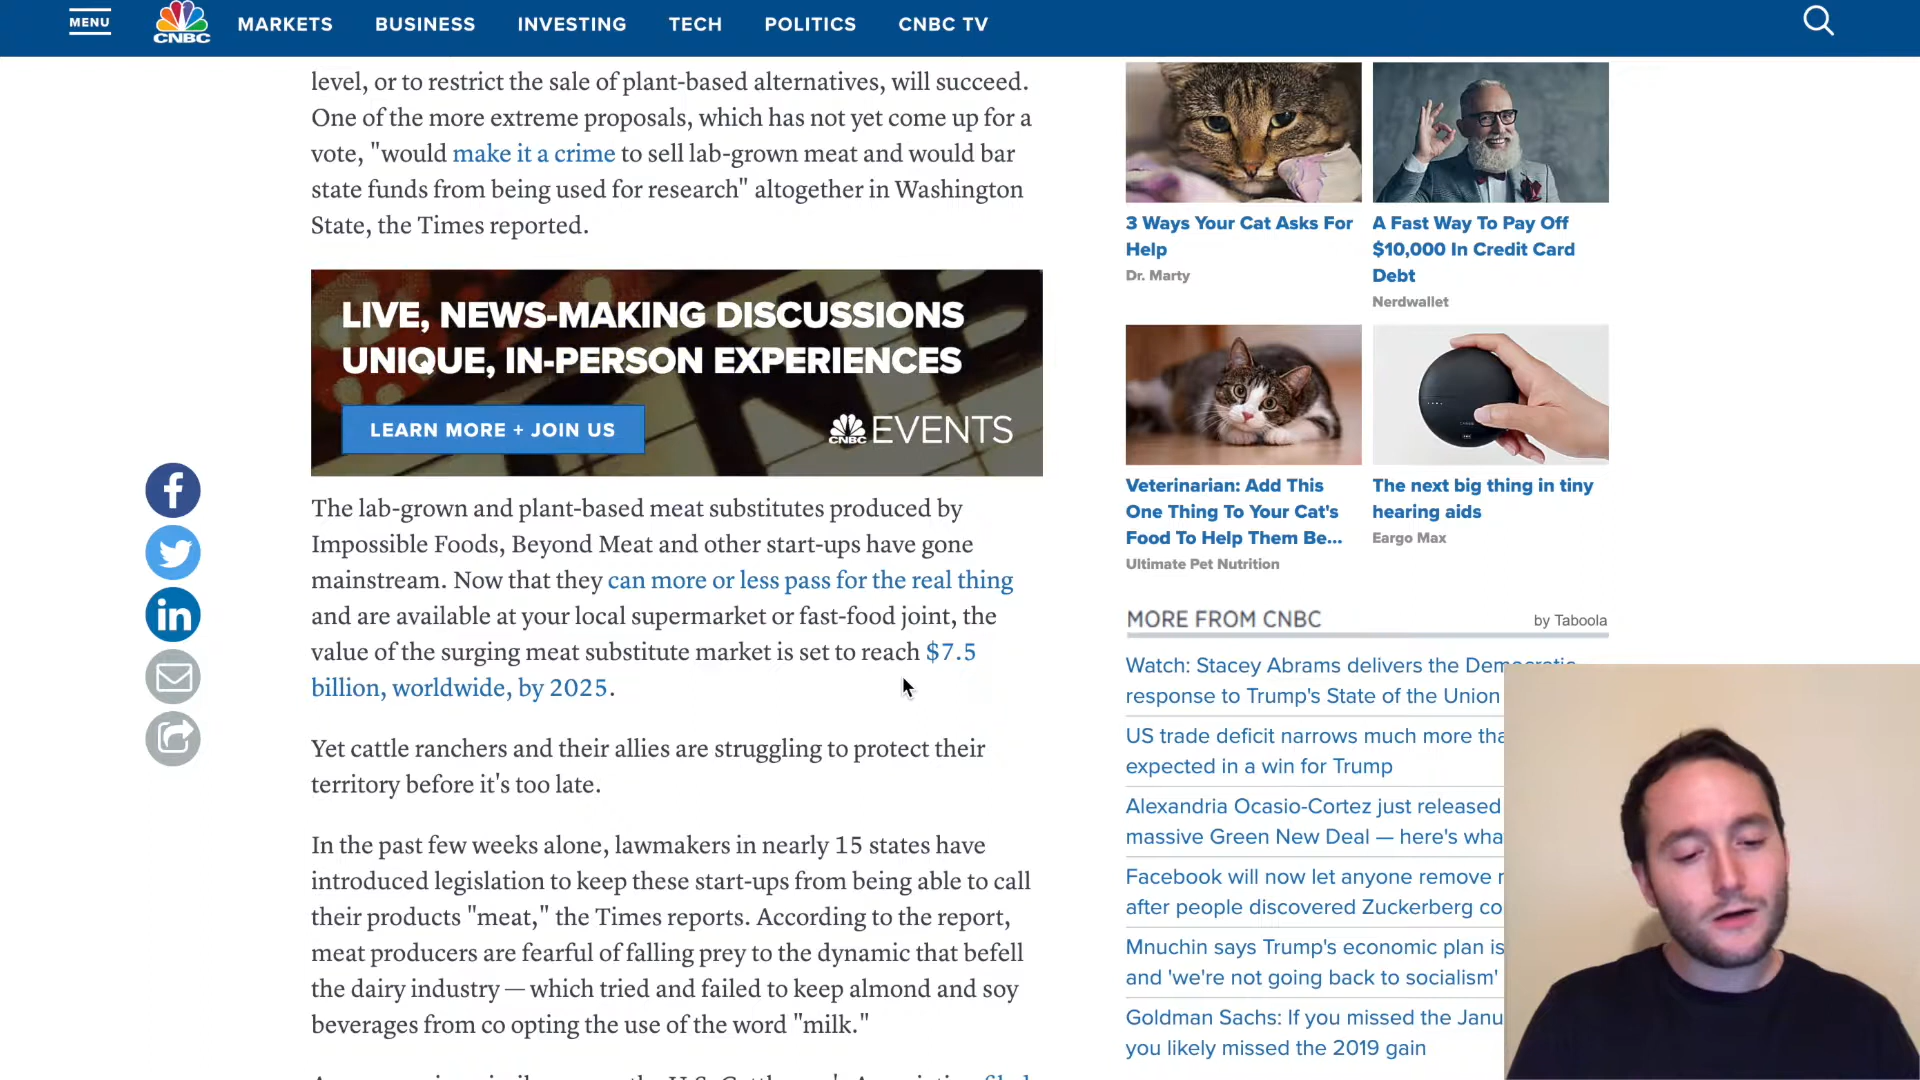 MENU
CNBC
MARKETS
BUSINESS
INVESTING
TECH
POLITICS
CNBC TV
level, or to restrict the sale of plant-based alternatives, will succeed.
One of the more extreme proposals, which has not yet come up for a
vote, "would make it a crime to sell lab-grown meat and would bar
state funds from being used for research" altogether in Washington
State, the Times reported.
LIVE, NEWS-MAKING DISCUSSIONS
UNIQUE, IN-PERSON EXPERIENCES
LEARN MORE + JOIN US
CNBC EVENTS
The lab-grown and plant-based meat substitutes produced by
Impossible Foods, Beyond Meat and other start-ups have gone
mainstream. Now that they can more or less pass for the real thing
and are available at your local supermarket or fast-food joint, the
value of the surging meat substitute market is set to reach $7.5
billion, worldwide, by 2025.
Yet cattle ranchers and their allies are struggling to protect their
territory before it's too late.
In the past few weeks alone, lawmakers in nearly 15 states have
introduced legislation to keep these start-ups from being able to call
their products "meat," the Times reports. According to the report,
meat producers are fearful of falling prey to the dynamic that befell
the dairy industry — which tried and failed to keep almond and soy
beverages from co opting the use of the word "milk."
3 Ways Your Cat Asks For
Help
Dr. Marty
A Fast Way To Pay Off
$10,000 In Credit Card
Debt
Nerdwallet
Veterinarian: Add This
One Thing To Your Cat's
Food To Help Them Be...
Ultimate Pet Nutrition
The next big thing in tiny
hearing aids
Eargo Max
MORE FROM CNBC
by Taboola
Watch: Stacey Abrams delivers the Democratic
response to Trump's State of the Union
US trade deficit narrows much more tha
expected in a win for Trump
Alexandria Ocasio-Cortez just released
massive Green New Deal — here's wha
Facebook will now let anyone remove
after people discovered Zuckerberg co
Mnuchin says Trump's economic plan is
and 'we're not going back to socialism'
Goldman Sachs: If you missed the Janu
you likely missed the 2019 gain